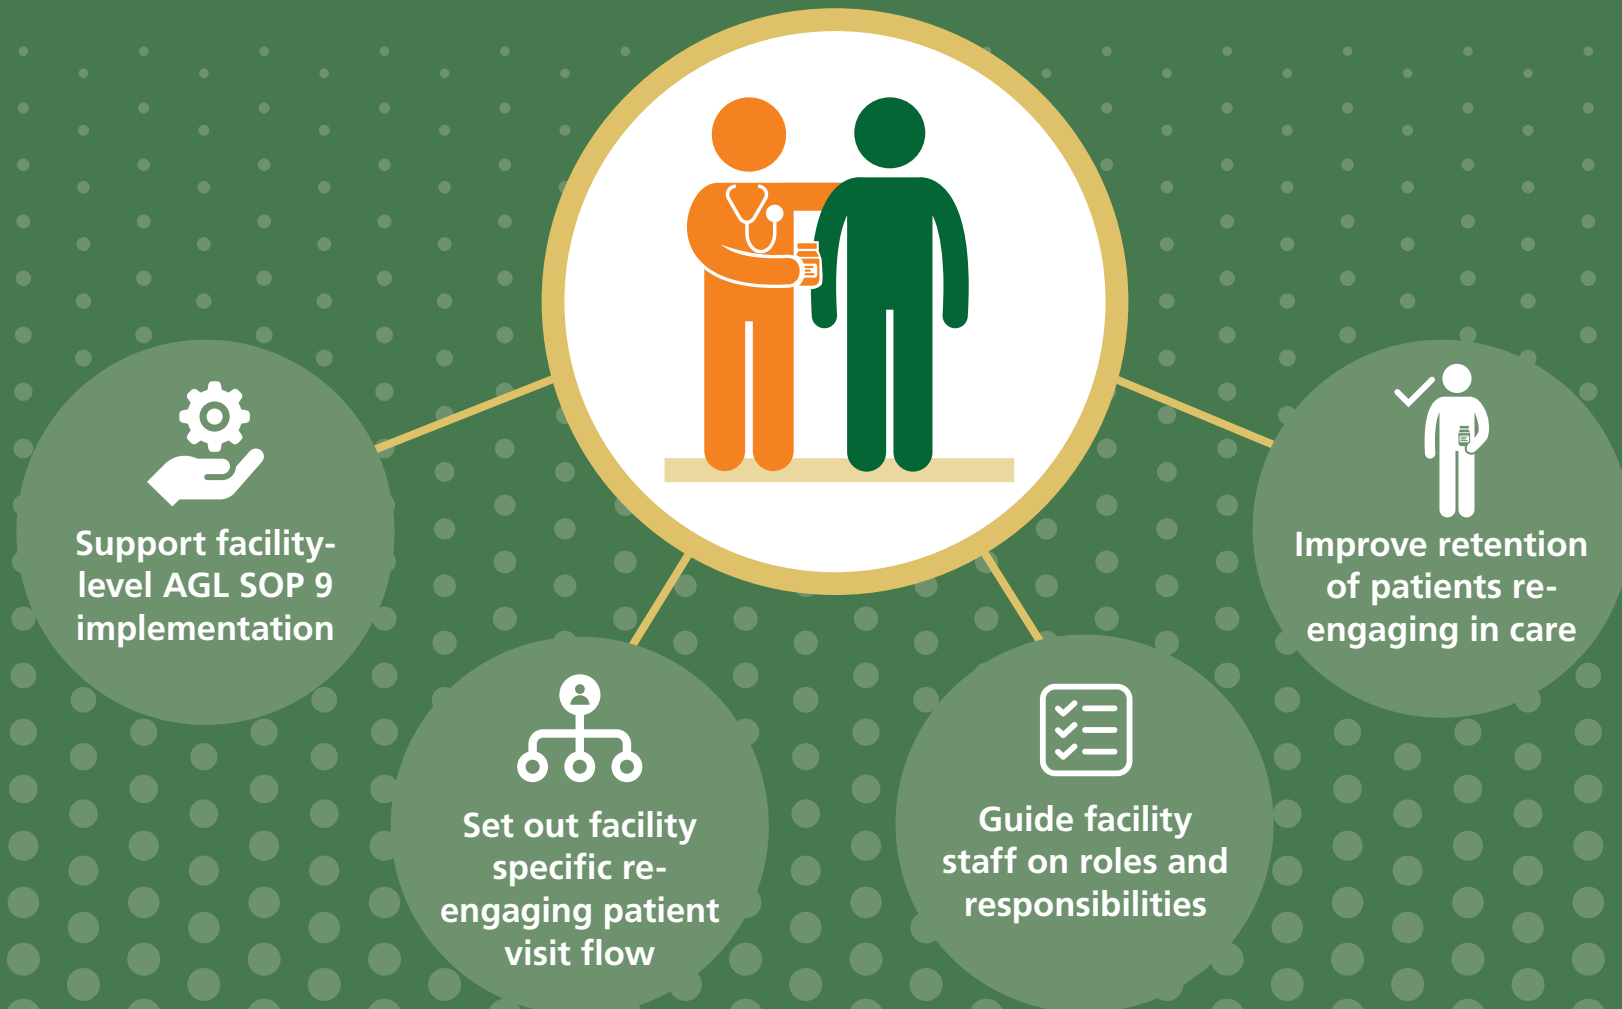 Support facility-
level AGL SOP 9
implementation
Set out facility
specific re-
engaging patient
visit flow
Guide facility
staff on roles and
responsibilities
Improve retention
of patients re-
engaging in care